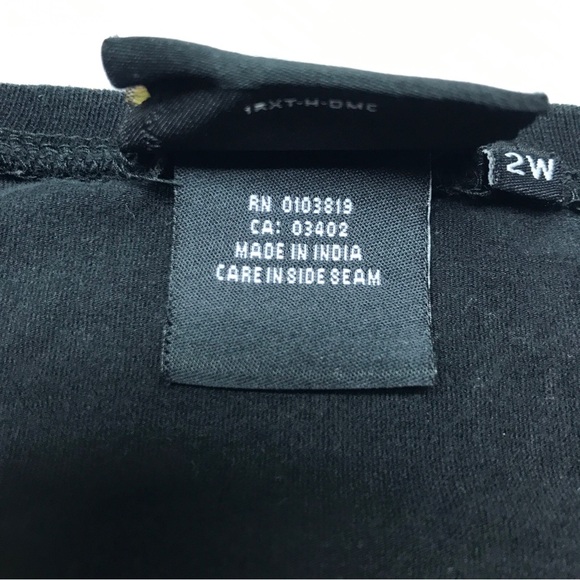 2W
RN 0103819
CA: 03402
MADE IN INDIA
CARE IN SIDE SEAM